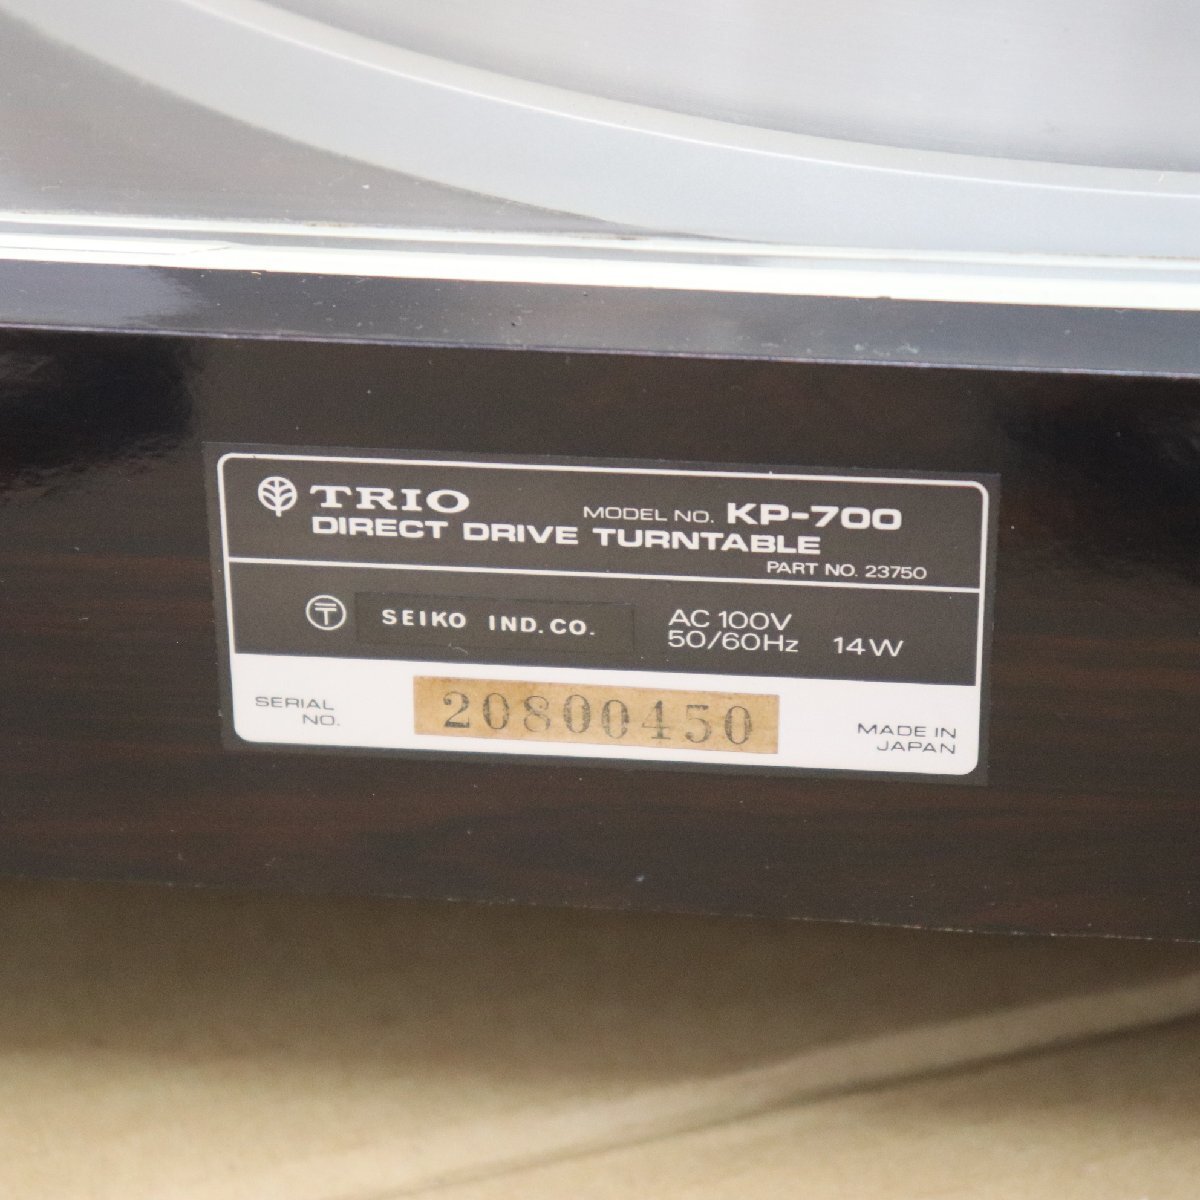 TRIO MODEL NO. KP-700
DIRECT DRIVE TURNTABLE
PART NO. 23750
〒 SEIKO IND. CO.
AC 100V
50/60Hz 14W
SERIAL
NO.
20800450
MADE IN
JAPAN